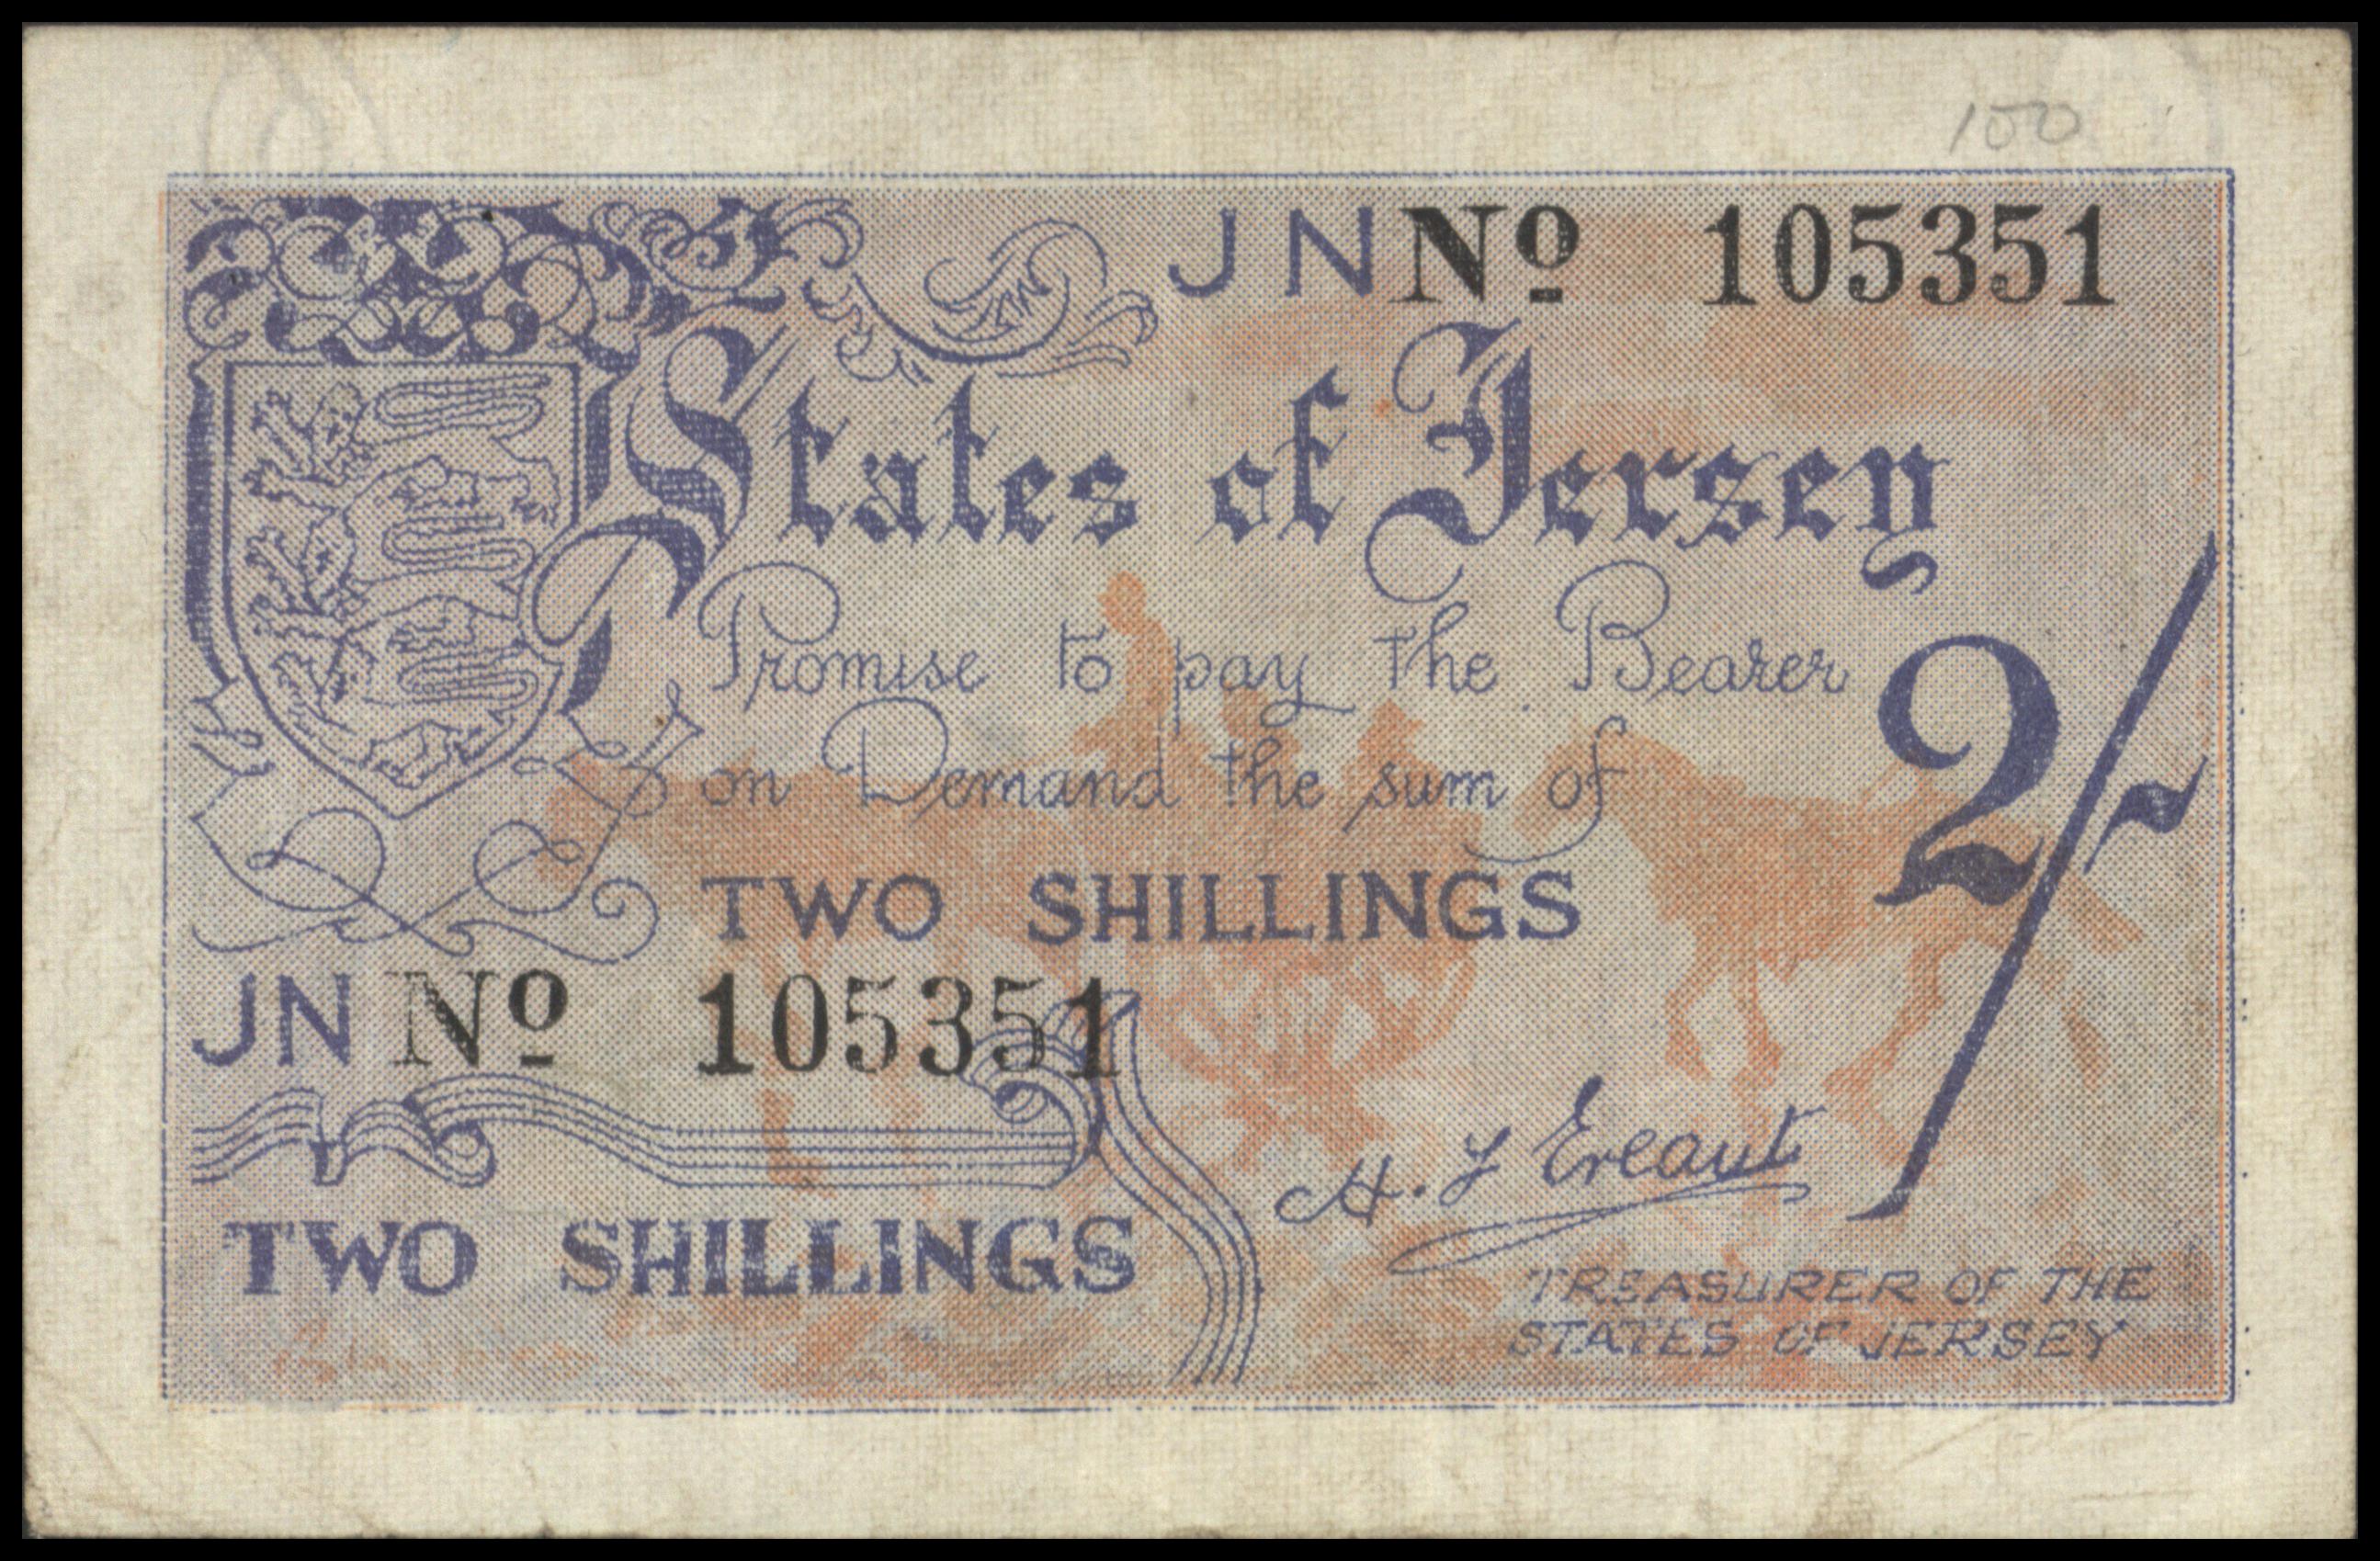 100
JN Nº 105351
States of Jersey
Promise to pay the Bearer
on Demand the sum of
2/-
TWO SHILLINGS
JN Nº 105351
TWO SHILLINGS
H. F Ereaut
TREASURER OF THE
STATES OF JERSEY